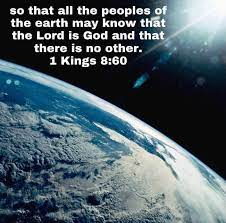 so that all the peoples of
the earth may know that
the Lord is God and that
there is no other.
1 Kings 8:60